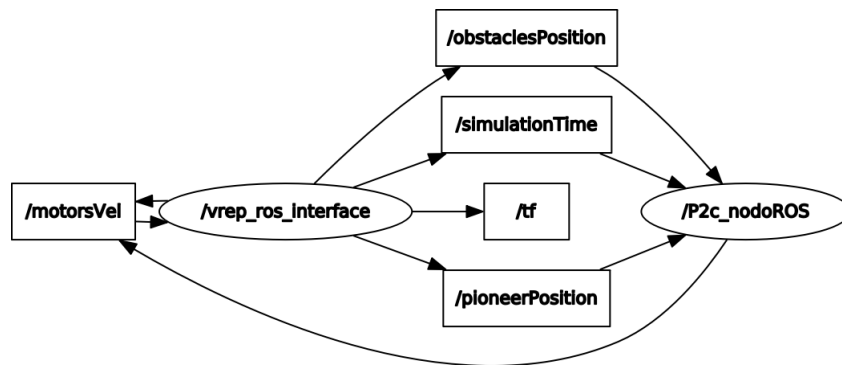 /obstaclesPosition
/simulationTime
/motorsVel
/vrep_ros_interface
/tf
/P2c_nodoROS
/pioneerPosition